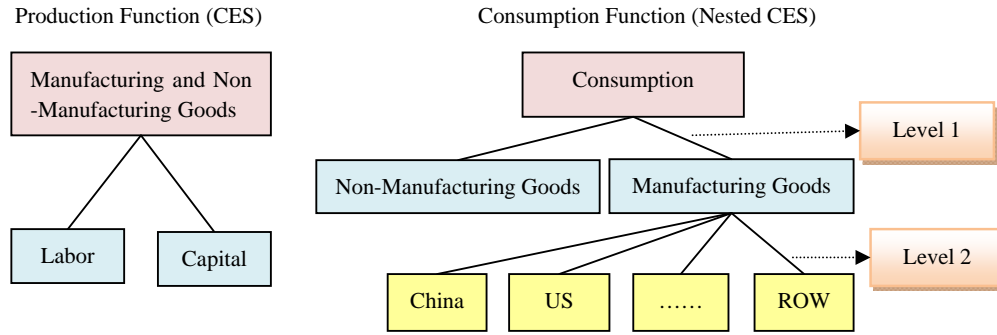 Production Function (CES)
Consumption Function (Nested CES)
Manufacturing and Non
-Manufacturing Goods
Labor
Capital
Consumption
Level 1
Non-Manufacturing Goods
Manufacturing Goods
Level 2
China
US
……
ROW